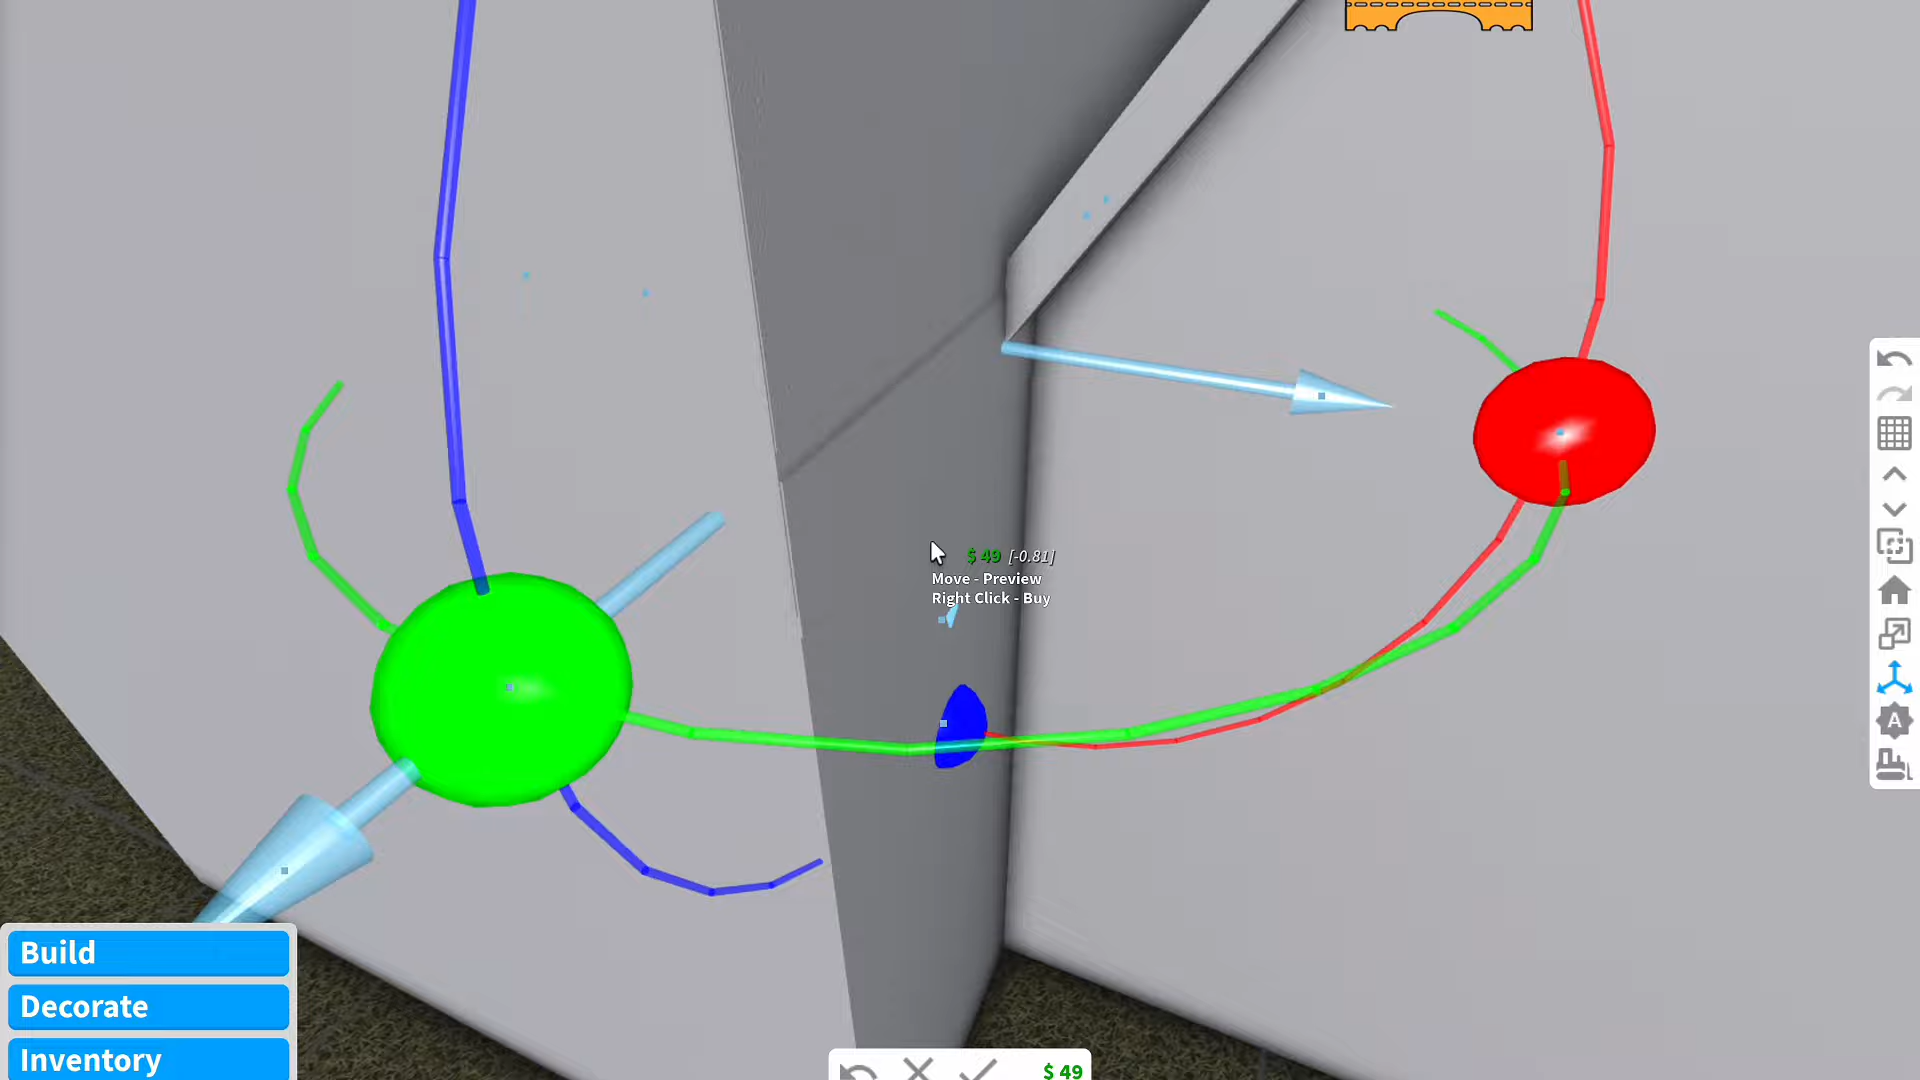 $ 49 [-0.81]
Move - Preview
Right Click - Buy
A
Build
Decorate
Inventory
$ 49